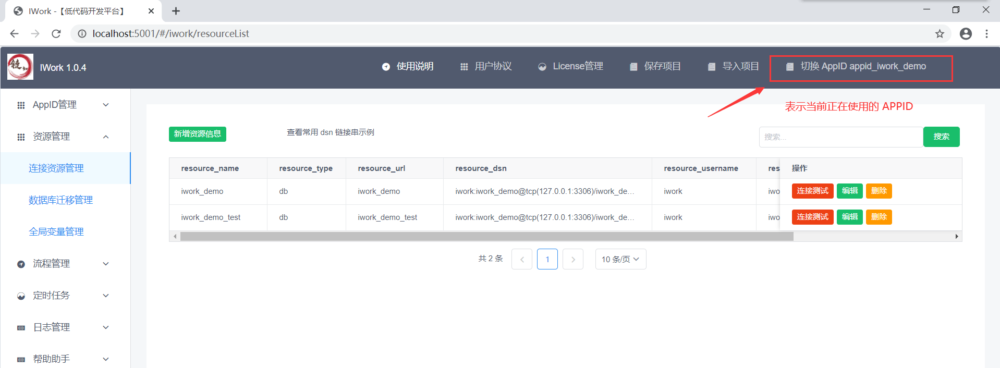 IWork -【低代码开发平台】
localhost:5001/#/iwork/resourceList
链
IWork 1.0.4
使用说明
用户协议
License管理
保存项目
导入项目
切换 AppID appid_iwork_demo
表示当前正在使用的 APPID
AppID管理
资源管理
连接资源管理
数据库迁移管理
全局变量管理
流程管理
定时任务
日志管理
帮助助手
新增资源信息
查看常用 dsn 链接串示例
搜索...
搜索
resource_name resource_type resource_url resource_dsn resource_username res 操作
iwork_demo db iwork_demo iwork:iwork_demo@tcp(127.0.0.1:3306)/iwork_de... iwork iwo 连接测试 编辑 删除
iwork_demo_test db iwork_demo_test iwork:iwork_demo@tcp(127.0.0.1:3306)/iwork_de... iwork iwo 连接测试 编辑 删除
共 2 条 1 10 条/页